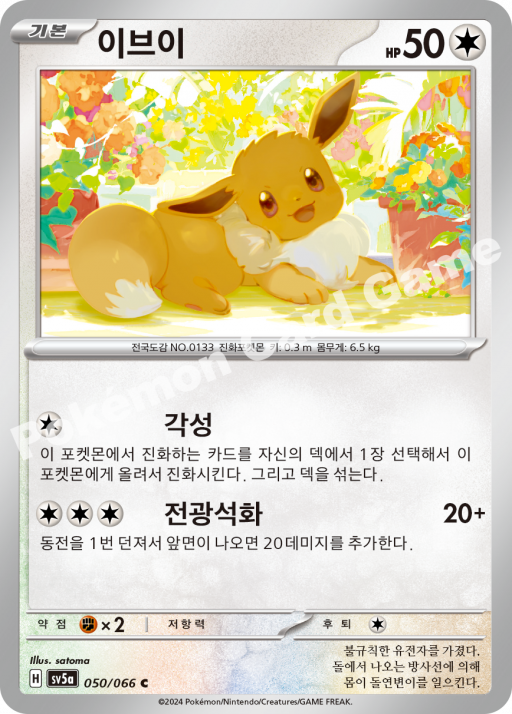 기본 이브이 HP 50
전국도감 NO.0133 진화포켓몬 키: 0.3 m 몸무게: 6.5 kg
Pokémon Card Game
각성
이 포켓몬에서 진화하는 카드를 자신의 덱에서 1장 선택해서 이
포켓몬에게 올려서 진화시킨다. 그리고 덱을 섞는다.
전광석화 20+
동전을 1번 던져서 앞면이 나오면 20데미지를 추가한다.
약점 ×2 저항력 후퇴
Illus. satoma
H sv5a 050/066 C
불규칙한 유전자를 가졌다.
돌에서 나오는 방사선에 의해
몸이 돌연변이를 일으킨다.
©2024 Pokémon/Nintendo/Creatures/GAME FREAK.